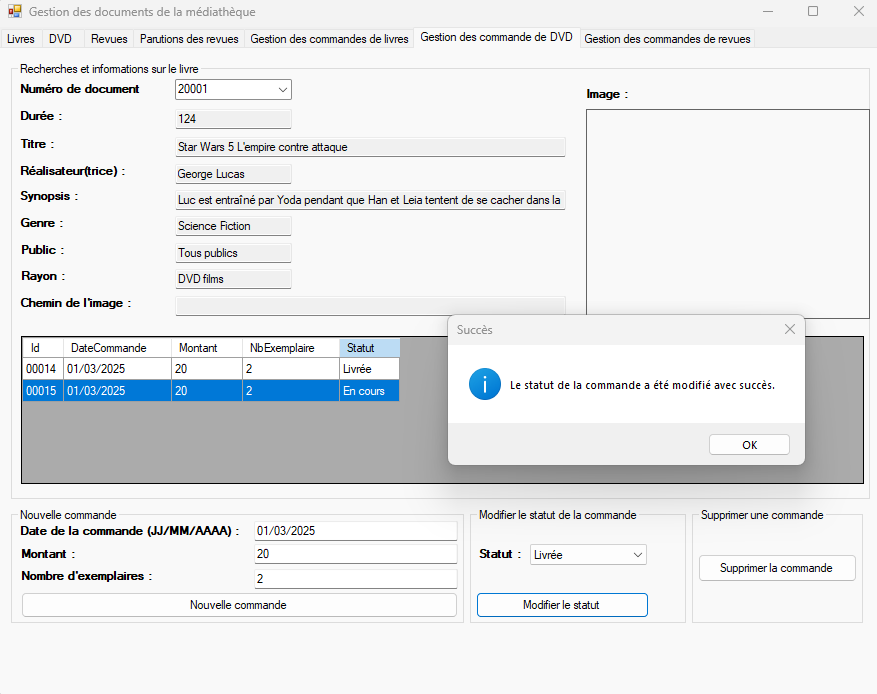 Gestion des documents de la médiathèque
Livres DVD Revues Parutions des revues Gestion des commandes de livres Gestion des commande de DVD Gestion des commandes de revues
Recherches et informations sur le livre
Numéro de document 20001
Image :
Durée : 124
Titre : Star Wars 5 L'empire contre attaque
Réalisateur(trice) : George Lucas
Synopsis : Luc est entraîné par Yoda pendant que Han et Leia tentent de se cacher dans la
Genre : Science Fiction
Public : Tous publics
Rayon : DVD films
Chemin de l'image :
Id DateCommande Montant NbExemplaire Statut
00014 01/03/2025 20 2 Livrée
00015 01/03/2025 20 2 En cours
Succès
Le statut de la commande a été modifié avec succès.
OK
Nouvelle commande
Date de la commande (JJ/MM/AAAA) : 01/03/2025
Montant : 20
Nombre d'exemplaires : 2
Nouvelle commande
Modifier le statut de la commande
Statut : Livrée
Modifier le statut
Supprimer une commande
Supprimer la commande